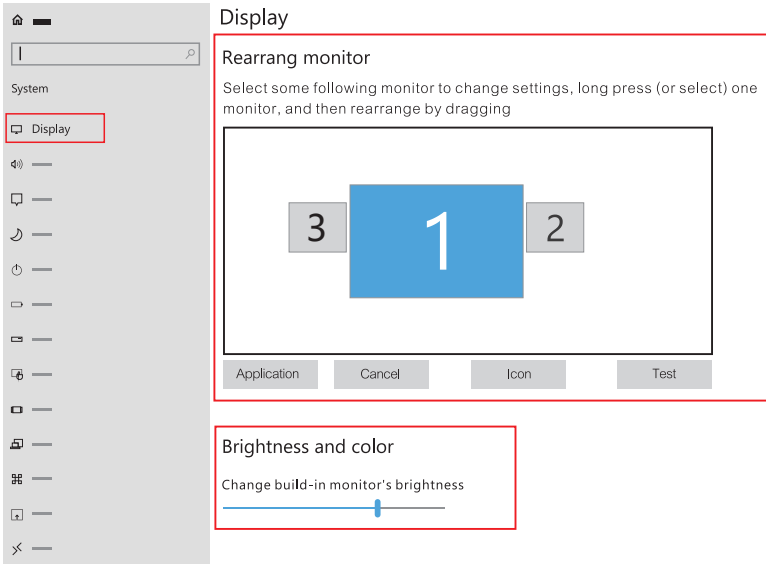 Display
System
Display
Rearrang monitor
Select some following monitor to change settings, long press (or select) one
monitor, and then rearrange by dragging
3
1
2
Application
Cancel
Icon
Test
Brightness and color
Change build-in monitor's brightness